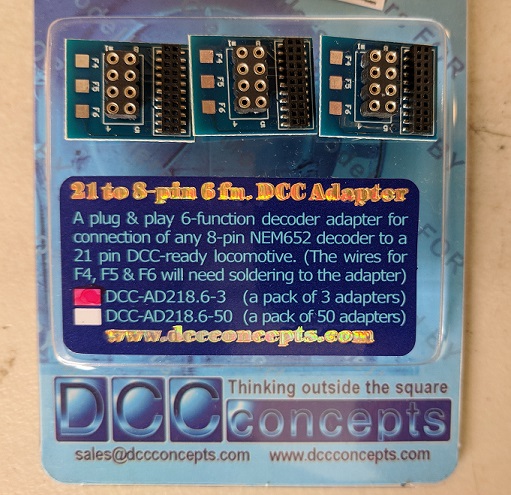 F4
F5
F6
F4
F5
F6
F4
F5
F6
21 to 8-pin 6 fn. DCC Adapter
A plug & play 6-function decoder adapter for
connection of any 8-pin NEM652 decoder to a
21 pin DCC-ready locomotive. (The wires for
F4, F5 & F6 will need soldering to the adapter)
DCC-AD218.6-3 (a pack of 3 adapters)
DCC-AD218.6-50 (a pack of 50 adapters)
www.dccconcepts.com
Thinking outside the square
DCC concepts
sales@dccconcepts.com www.dccconcepts.com